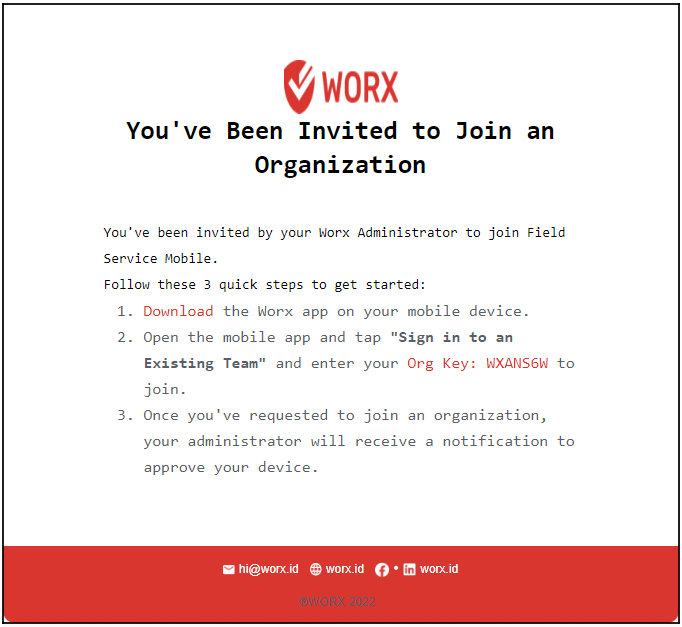 WORX
You've Been Invited to Join an
Organization
You've been invited by your Worx Administrator to join Field
Service Mobile.
Follow these 3 quick steps to get started:
1. Download the Worx app on your mobile device.
2. Open the mobile app and tap "Sign in to an
Existing Team" and enter your Org Key: WXANS6W to
join.
3. Once you've requested to join an organization,
your administrator will receive a notification to
approve your device.
hi@worx.id worx.id • worx.id
©WORX 2022